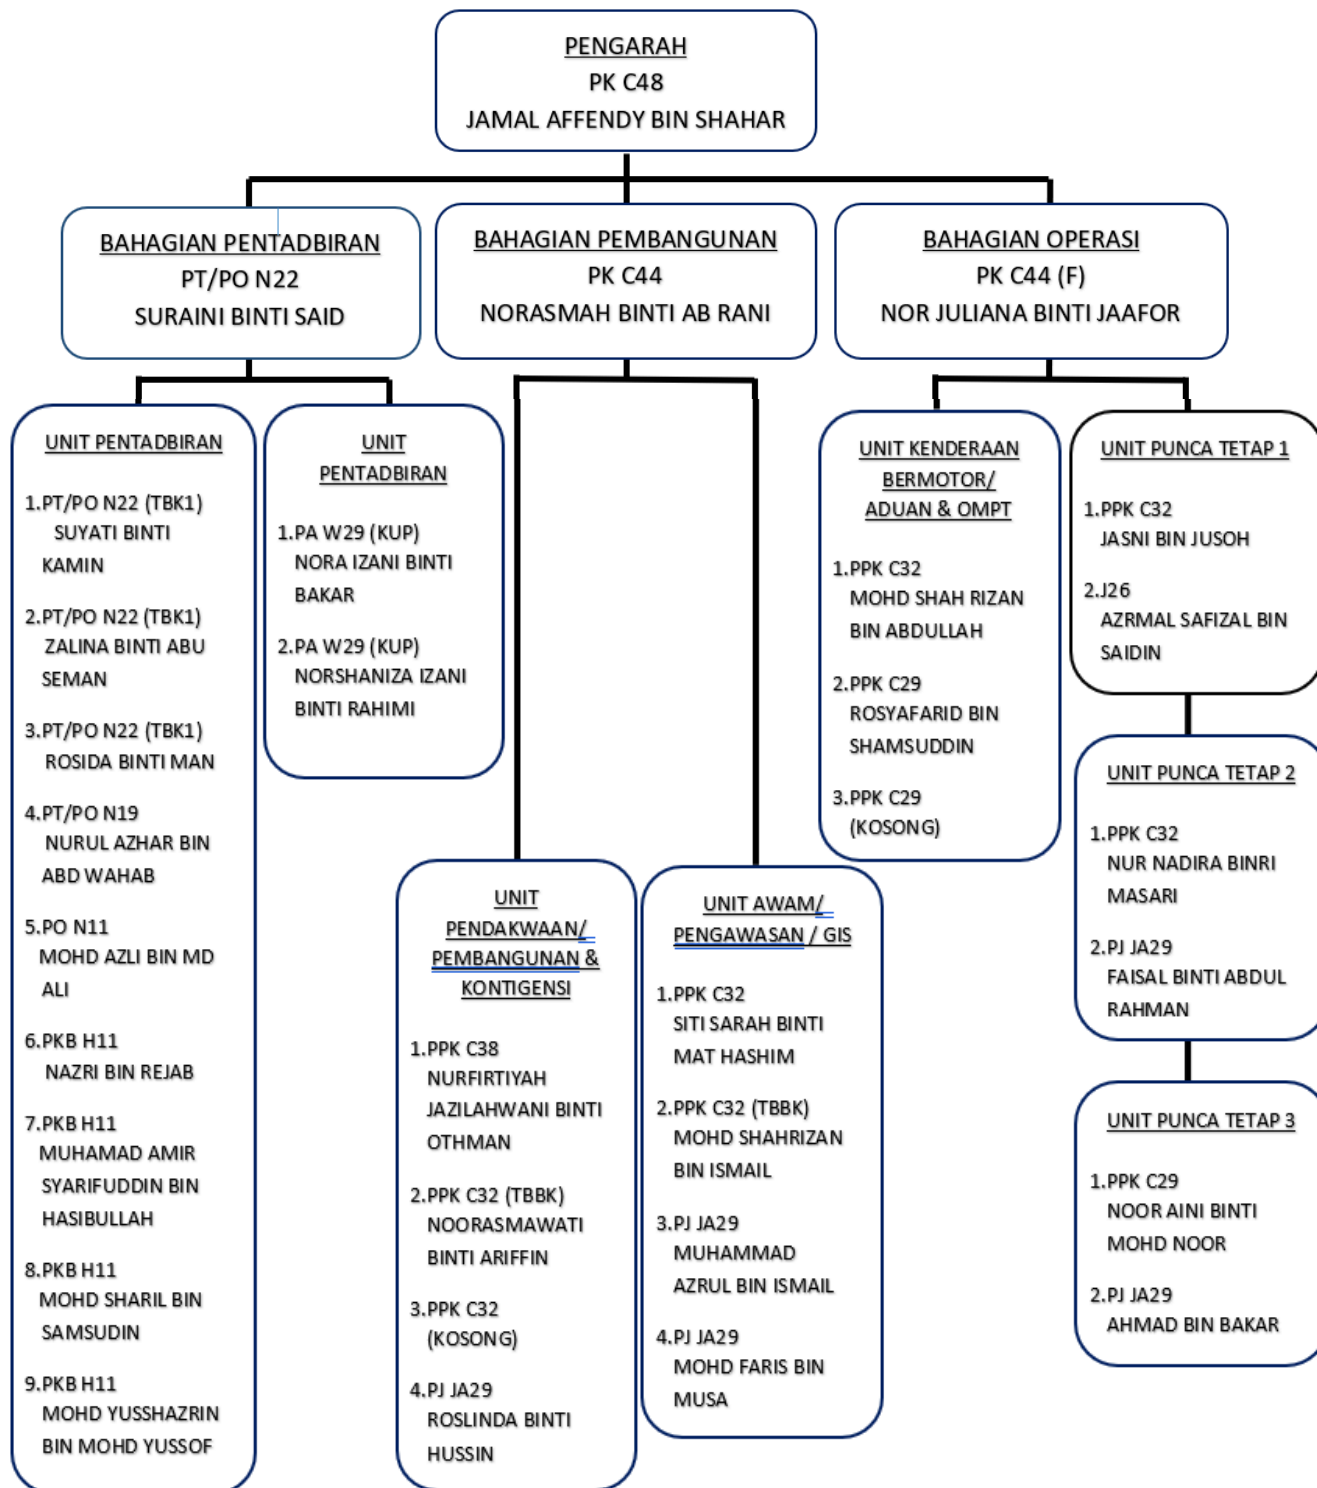 PENGARAH
PK C48
JAMAL AFFENDY BIN SHAHAR
BAHAGIAN PENTADBIRAN
PT/PO N22
SURAINI BINTI SAID
BAHAGIAN PEMBANGUNAN
PK C44
NORASMAH BINTI AB RANI
BAHAGIAN OPERASI
PK C44 (F)
NOR JULIANA BINTI JAAFOR
UNIT PENTADBIRAN
1.PT/PO N22 (TBK1)
SUYATI BINTI
KAMIN
2.PT/PO N22 (TBK1)
ZALINA BINTI ABU
SEMAN
3.PT/PO N22 (TBK1)
ROSIDA BINTI MAN
4.PT/PO N19
NURUL AZHAR BIN
ABD WAHAB
5.PO N11
MOHD AZLI BIN MD
ALI
6.PKB H11
NAZRI BIN REJAB
7.PKB H11
MUHAMAD AMIR
SYARIFUDDIN BIN
HASIBULLAH
8.PKB H11
MOHD SHARIL BIN
SAMSUDIN
9.PKB H11
MOHD YUSSHAZRIN
BIN MOHD YUSSOF
UNIT
PENTADBIRAN
1.PA W29 (KUP)
NORA IZANI BINTI
BAKAR
2.PA W29 (KUP)
NORSHANIZA IZANI
BINTI RAHIMI
UNIT
PENDAKWAAN/
PEMBANGUNAN &
KONTIGENSI
1.PPK C38
NURFIRTIYAH
JAZILAHWANI BINTI
OTHMAN
2.PPK C32 (TBBK)
NOORASMAWATI
BINTI ARIFFIN
3.PPK C32
(KOSONG)
4.PJ JA29
ROSLINDA BINTI
HUSSIN
UNIT AWAM/
PENGAWASAN / GIS
1.PPK C32
SITI SARAH BINTI
MAT HASHIM
2.PPK C32 (TBBK)
MOHD SHAHRIZAN
BIN ISMAIL
3.PJ JA29
MUHAMMAD
AZRUL BIN ISMAIL
4.PJ JA29
MOHD FARIS BIN
MUSA
UNIT KENDERAAN
BERMOTOR/
ADUAN & OMPT
1.PPK C32
MOHD SHAH RIZAN
BIN ABDULLAH
2.PPK C29
ROSYAFARID BIN
SHAMSUDDIN
3.PPK C29
(KOSONG)
UNIT PUNCA TETAP 1
1.PPK C32
JASNI BIN JUSOH
2.J26
AZRMAL SAFIZAL BIN
SAIDIN
UNIT PUNCA TETAP 2
1.PPK C32
NUR NADIRA BINRI
MASARI
2.PJ JA29
FAISAL BINTI ABDUL
RAHMAN
UNIT PUNCA TETAP 3
1.PPK C29
NOOR AINI BINTI
MOHD NOOR
2.PJ JA29
AHMAD BIN BAKAR